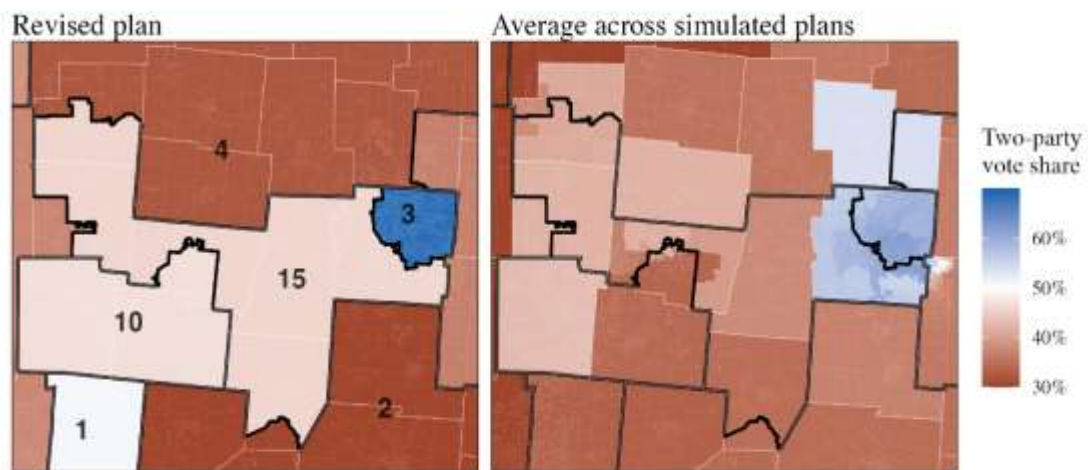 Revised plan
Average across simulated plans
4
3
15
10
2
1
Two-party
vote share
60%
50%
40%
30%